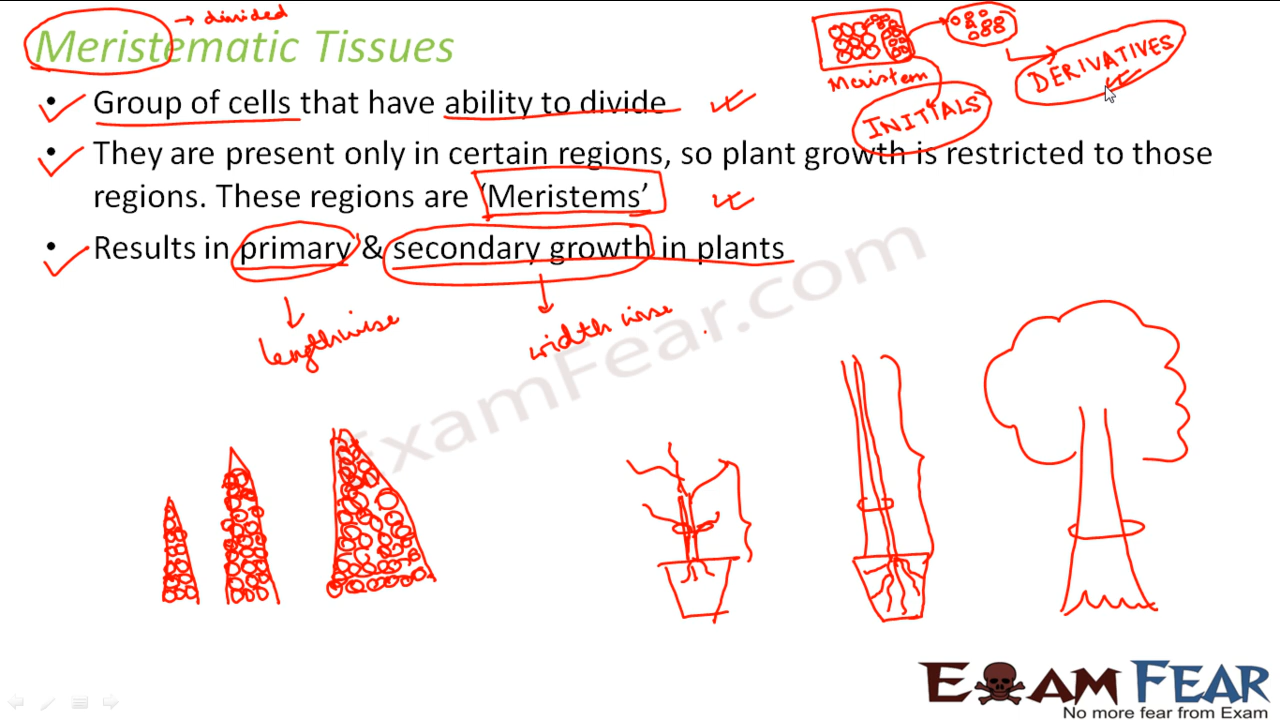 Meristematic Tissues
→ divided
Meristem
INITIALS
DERIVATIVES
• Group of cells that have ability to divide
• They are present only in certain regions, so plant growth is restricted to those
regions. These regions are ‘Meristems’
• Results in primary & secondary growth in plants
lengthwise
width wise
ExamFear.com
EXAM FEAR
No more fear from Exam